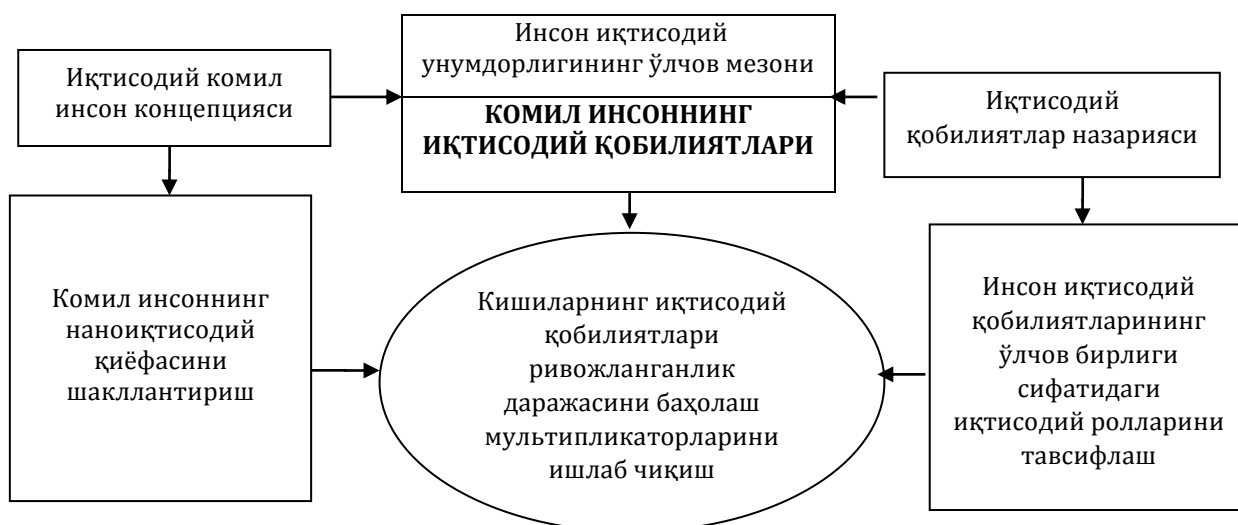 Иқтисодий комил
инсон концепцияси
Инсон иқтисодий
унумдорлигининг ўлчов мезони
КОМИЛ ИНСОННИНГ
ИҚТИСОДИЙ ҚОБИЛИЯТЛАРИ
Иқтисодий
қобилиятлар назарияси
Комил инсоннинг
наноиқтисодий
қиёфасини
шакллантириш
Кишиларнинг иқтисодий
қобилиятлари
ривожланганлик
даражасини баҳолаш
мультипликаторларини
ишлаб чиқиш
Инсон иқтисодий
қобилиятларининг
ўлчов бирлиги
сифатидаги
иқтисодий ролларини
тавсифлаш